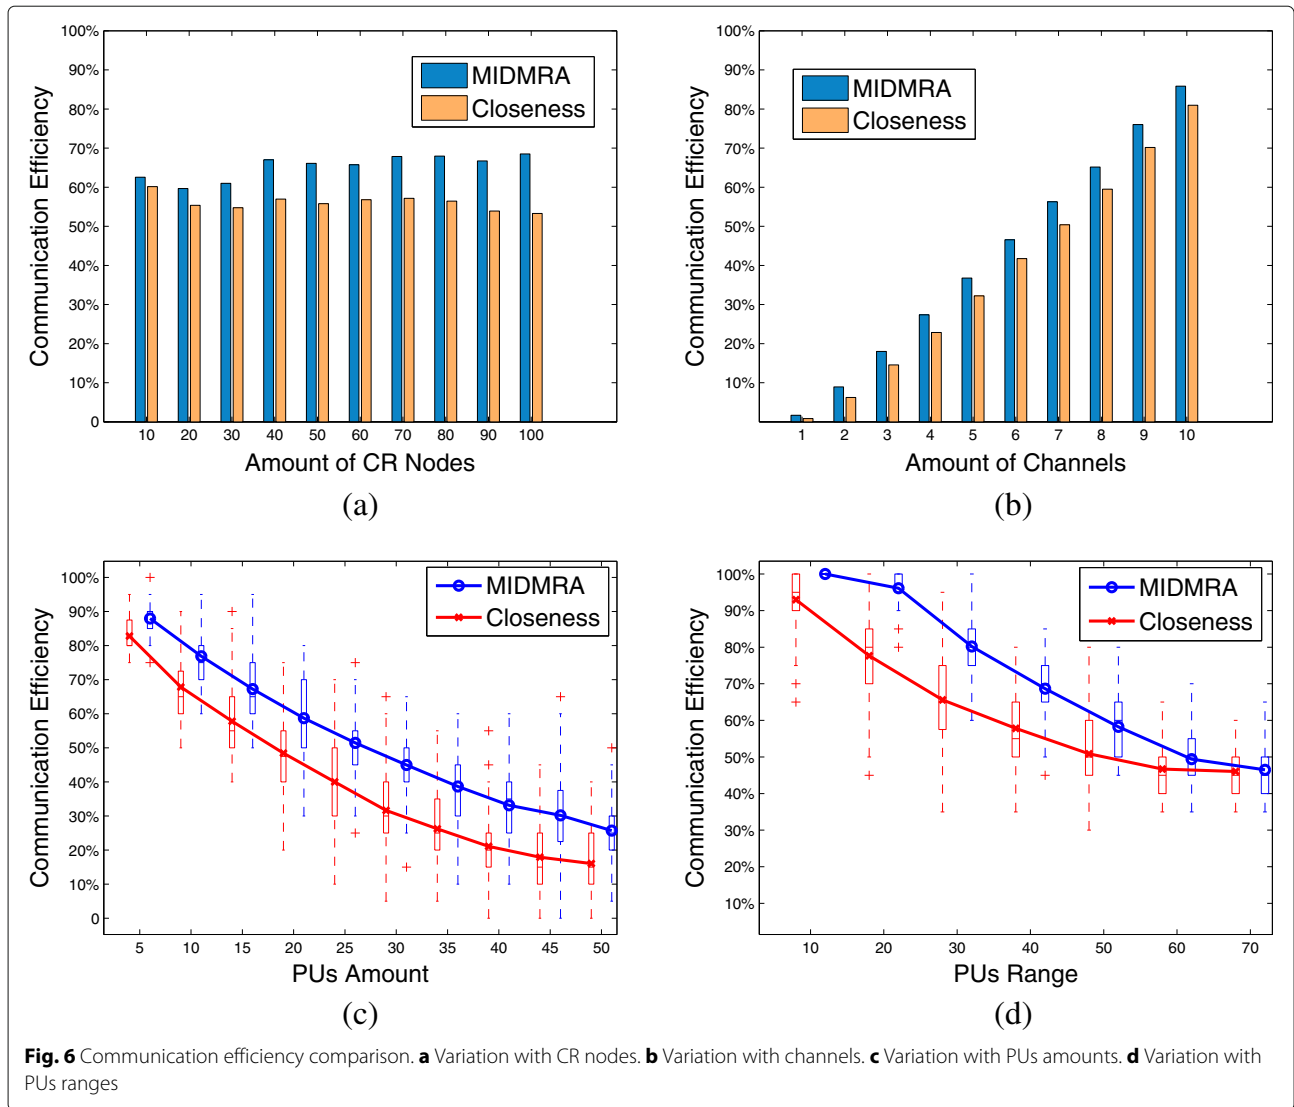 100%
90%
80%
70%
60%
50%
40%
30%
20%
10%
0
Communication Efficiency
MIDMRA
Closeness
10 20 30 40 50 60 70 80 90 100
Amount of CR Nodes
(a)
100%
90%
80%
70%
60%
50%
40%
30%
20%
10%
Communication Efficiency
MIDMRA
Closeness
1 2 3 4 5 6 7 8 9 10
Amount of Channels
(b)
100%
90%
80%
70%
60%
50%
40%
30%
20%
10%
0
Communication Efficiency
MIDMRA
Closeness
5 10 15 20 25 30 35 40 45 50
PUs Amount
(c)
100%
90%
80%
70%
60%
50%
40%
30%
20%
10%
Communication Efficiency
MIDMRA
Closeness
10 20 30 40 50 60 70
PUs Range
(d)
Fig. 6 Communication efficiency comparison. a Variation with CR nodes. b Variation with channels. c Variation with PUs amounts. d Variation with
PUs ranges